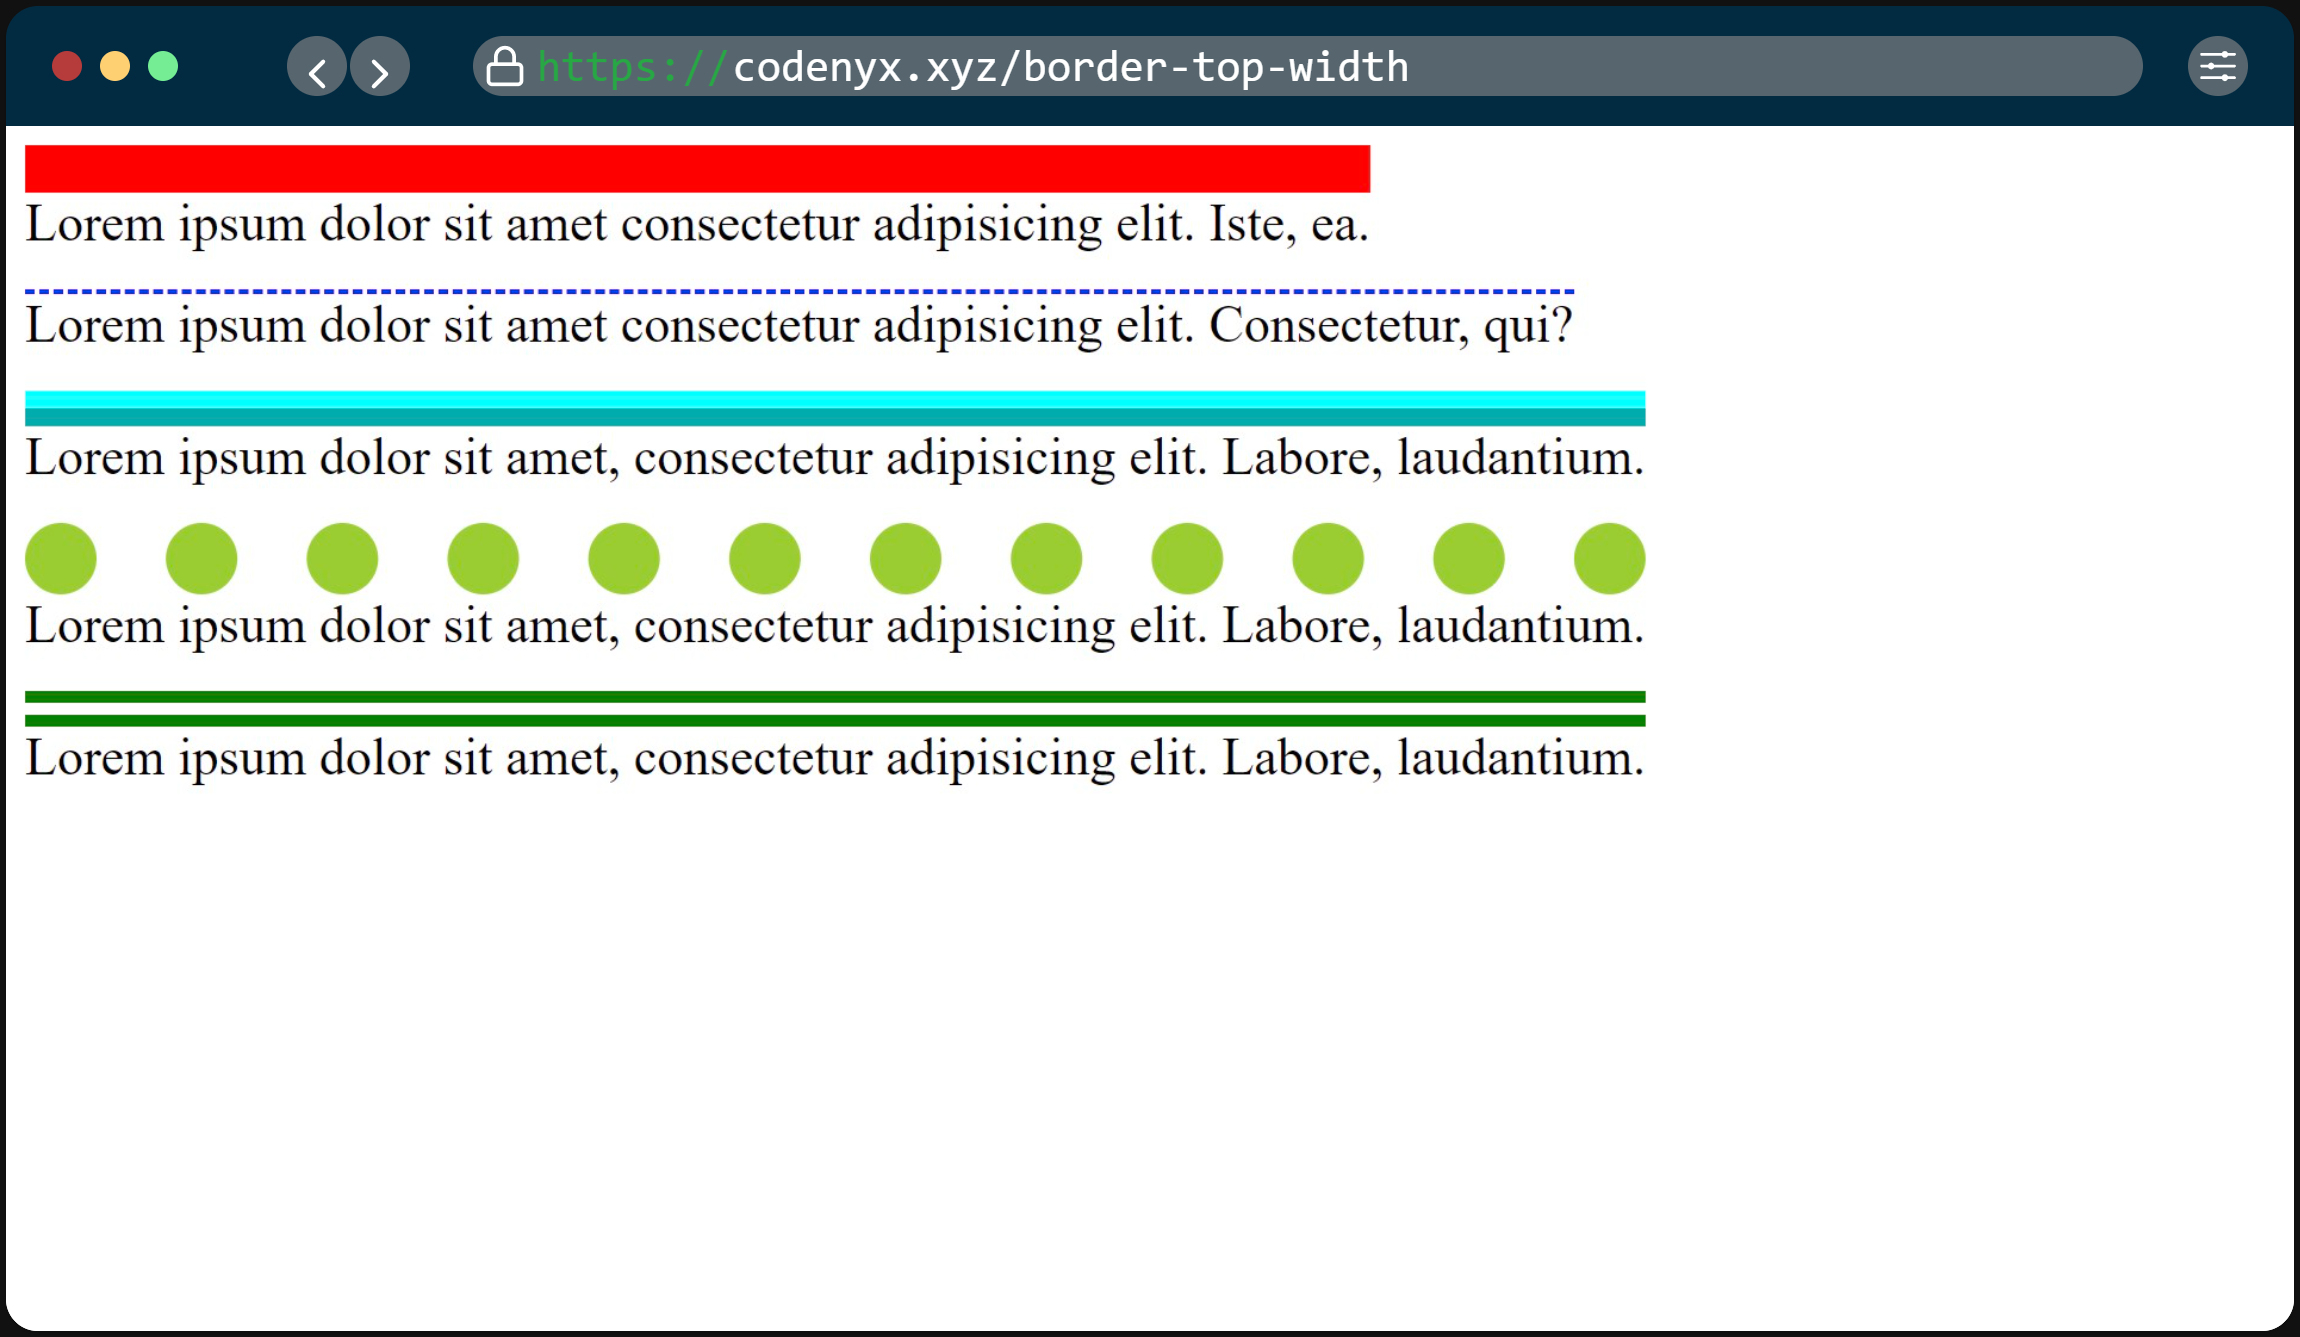 https://codenyx.xyz/border-top-width
Lorem ipsum dolor sit amet consectetur adipisicing elit. Iste, ea.
Lorem ipsum dolor sit amet consectetur adipisicing elit. Consectetur, qui?
Lorem ipsum dolor sit amet, consectetur adipisicing elit. Labore, laudantium.
Lorem ipsum dolor sit amet, consectetur adipisicing elit. Labore, laudantium.
Lorem ipsum dolor sit amet, consectetur adipisicing elit. Labore, laudantium.